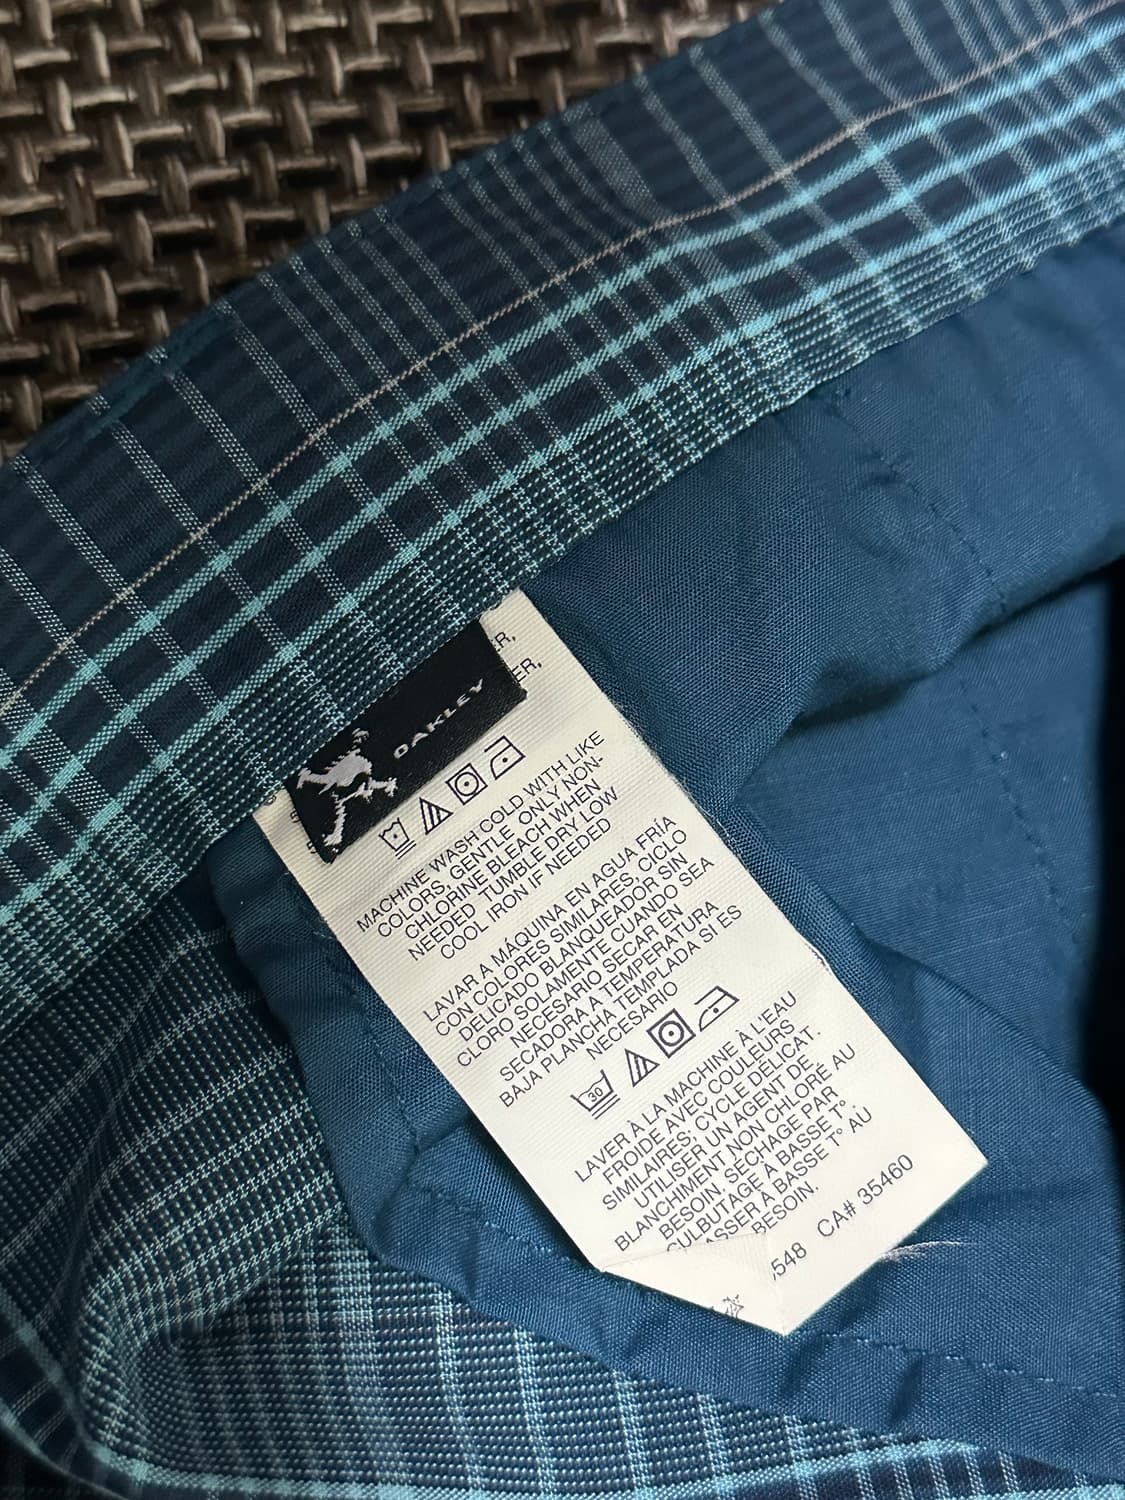 ER,
ER,
OAKLEY
MACHINE WASH COLD WITH LIKE
COLORS, GENTLE. ONLY NON-
CHLORINE BLEACH WHEN
NEEDED TUMBLE DRY LOW
COOL IRON IF NEEDED
LAVAR A MÁQUINA EN AGUA FRÍA
CON COLORES SIMILARES, CICLO
DELICADO BLANQUEADOR SIN
CLORO SOLAMENTE CUANDO SEA
NECESARIO SECAR EN
SECADORA A TEMPERATURA
BAJA PLANCHA TEMPLADA SI ES
NECESARIO
30
LAVER À LA MACHINE À L'EAU
FROIDE AVEC COULEURS
SIMILAIRES; CYCLE DÉLICAT.
UTILISER UN AGENT DE
BLANCHIMENT NON CHLORÉ AU
BESOIN. SÉCHAGE PAR
CULBUTAGE À BASSE T°
ASSER À BASSE T° AU
BESOIN.
548 CA# 35460